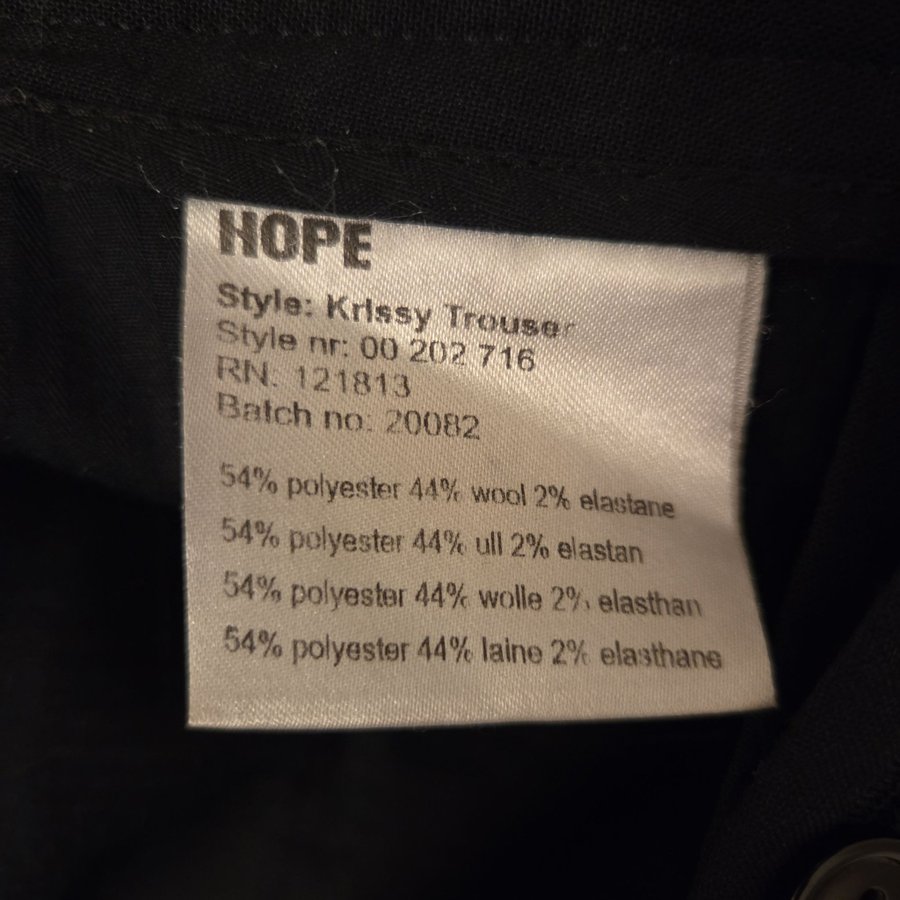 HOPE
Style: Krissy Trouser
Style nr: 00 202 716
RN. 121813
Batch no: 20082
54% polyester 44% wool 2% elastane
54% polyester 44% ull 2% elastan
54% polyester 44% wolle 2% elasthan
54% polyester 44% laine 2% elasthane